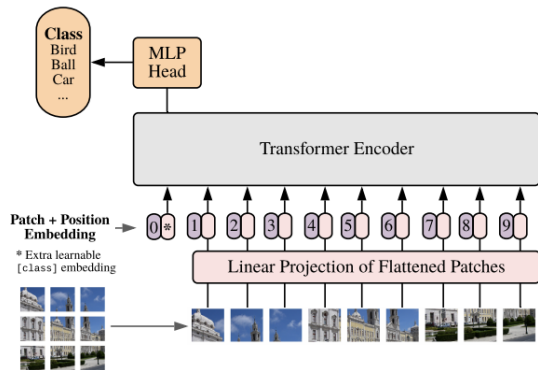 Class
Bird
Ball
Car
...
MLP
Head
Transformer Encoder
Patch + Position
Embedding
0 * 1 2 3 4 5 6 7 8 9
* Extra learnable
[class] embedding
Linear Projection of Flattened Patches